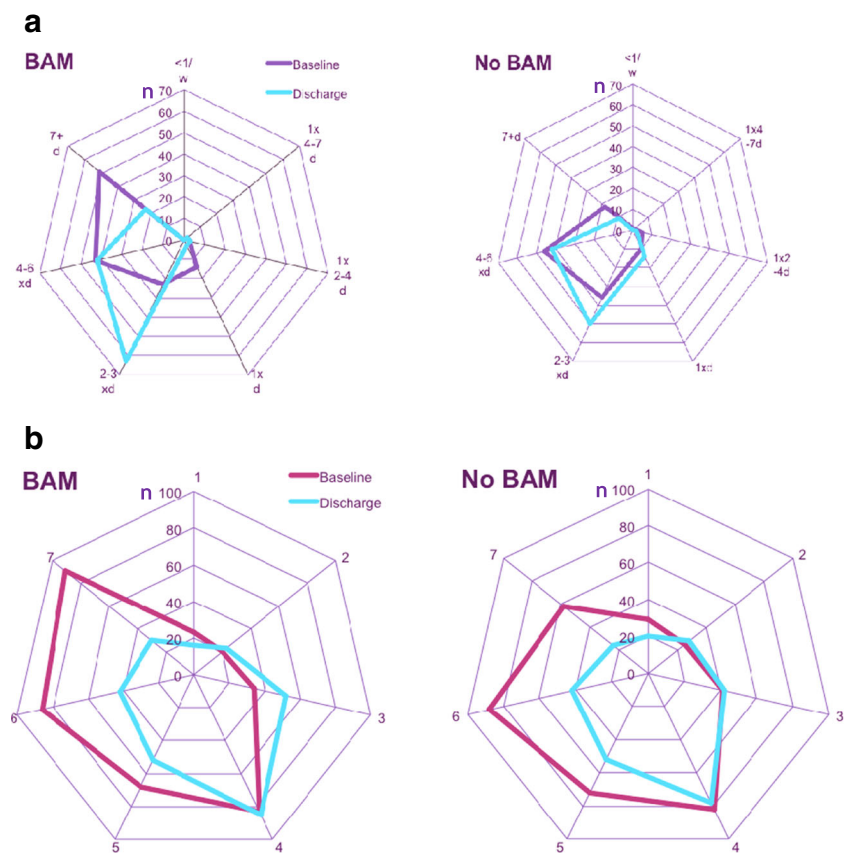 a
BAM
No BAM
Baseline
Discharge
n
<1/
w
70
60
50
40
30
20
10
0
1x
4-7
d
1x
2-4
d
1x
d
2-3
xd
4-6
xd
7+
d
n
<1/
w
70
60
50
40
30
20
10
0
1x4
-7d
1x2
-4d
1xd
2-3
xd
4-6
xd
7+d
b
BAM
No BAM
Baseline
Discharge
n
100
80
60
40
20
0
1
2
3
4
5
6
7
n
100
80
60
40
20
0
1
2
3
4
5
6
7